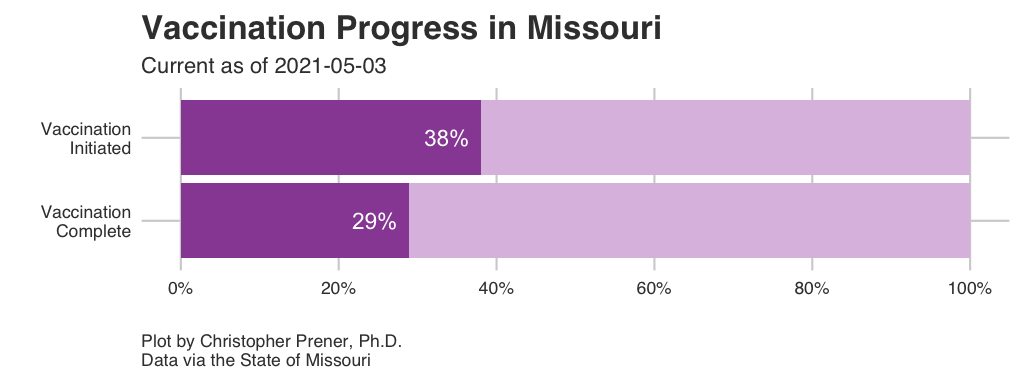 Vaccination Progress in Missouri
Current as of 2021-05-03
Vaccination
Initiated
38%
Vaccination
Complete
29%
0% 20% 40% 60% 80% 100%
Plot by Christopher Prener, Ph.D.
Data via the State of Missouri